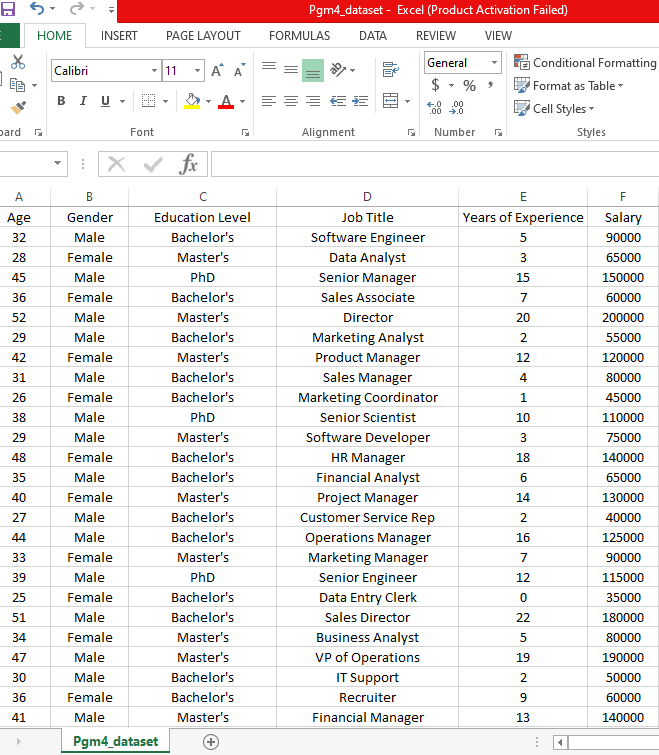 Pgm4_dataset - Excel (Product Activation Failed)
HOME INSERT PAGE LAYOUT FORMULAS DATA REVIEW VIEW
Calibri 11 A A General Conditional Formatting
B I U A $ % , Format as Table
.0 .00 .00 .0 Cell Styles
oard Font Alignment Number Styles
fx
A B C D E F
Age Gender Education Level Job Title Years of Experience Salary
32 Male Bachelor's Software Engineer 5 90000
28 Female Master's Data Analyst 3 65000
45 Male PhD Senior Manager 15 150000
36 Female Bachelor's Sales Associate 7 60000
52 Male Master's Director 20 200000
29 Male Bachelor's Marketing Analyst 2 55000
42 Female Master's Product Manager 12 120000
31 Male Bachelor's Sales Manager 4 80000
26 Female Bachelor's Marketing Coordinator 1 45000
38 Male PhD Senior Scientist 10 110000
29 Male Master's Software Developer 3 75000
48 Female Bachelor's HR Manager 18 140000
35 Male Bachelor's Financial Analyst 6 65000
40 Female Master's Project Manager 14 130000
27 Male Bachelor's Customer Service Rep 2 40000
44 Male Bachelor's Operations Manager 16 125000
33 Female Master's Marketing Manager 7 90000
39 Male PhD Senior Engineer 12 115000
25 Female Bachelor's Data Entry Clerk 0 35000
51 Male Bachelor's Sales Director 22 180000
34 Female Master's Business Analyst 5 80000
47 Male Master's VP of Operations 19 190000
30 Male Bachelor's IT Support 2 50000
36 Female Bachelor's Recruiter 9 60000
41 Male Master's Financial Manager 13 140000
Pgm4_dataset